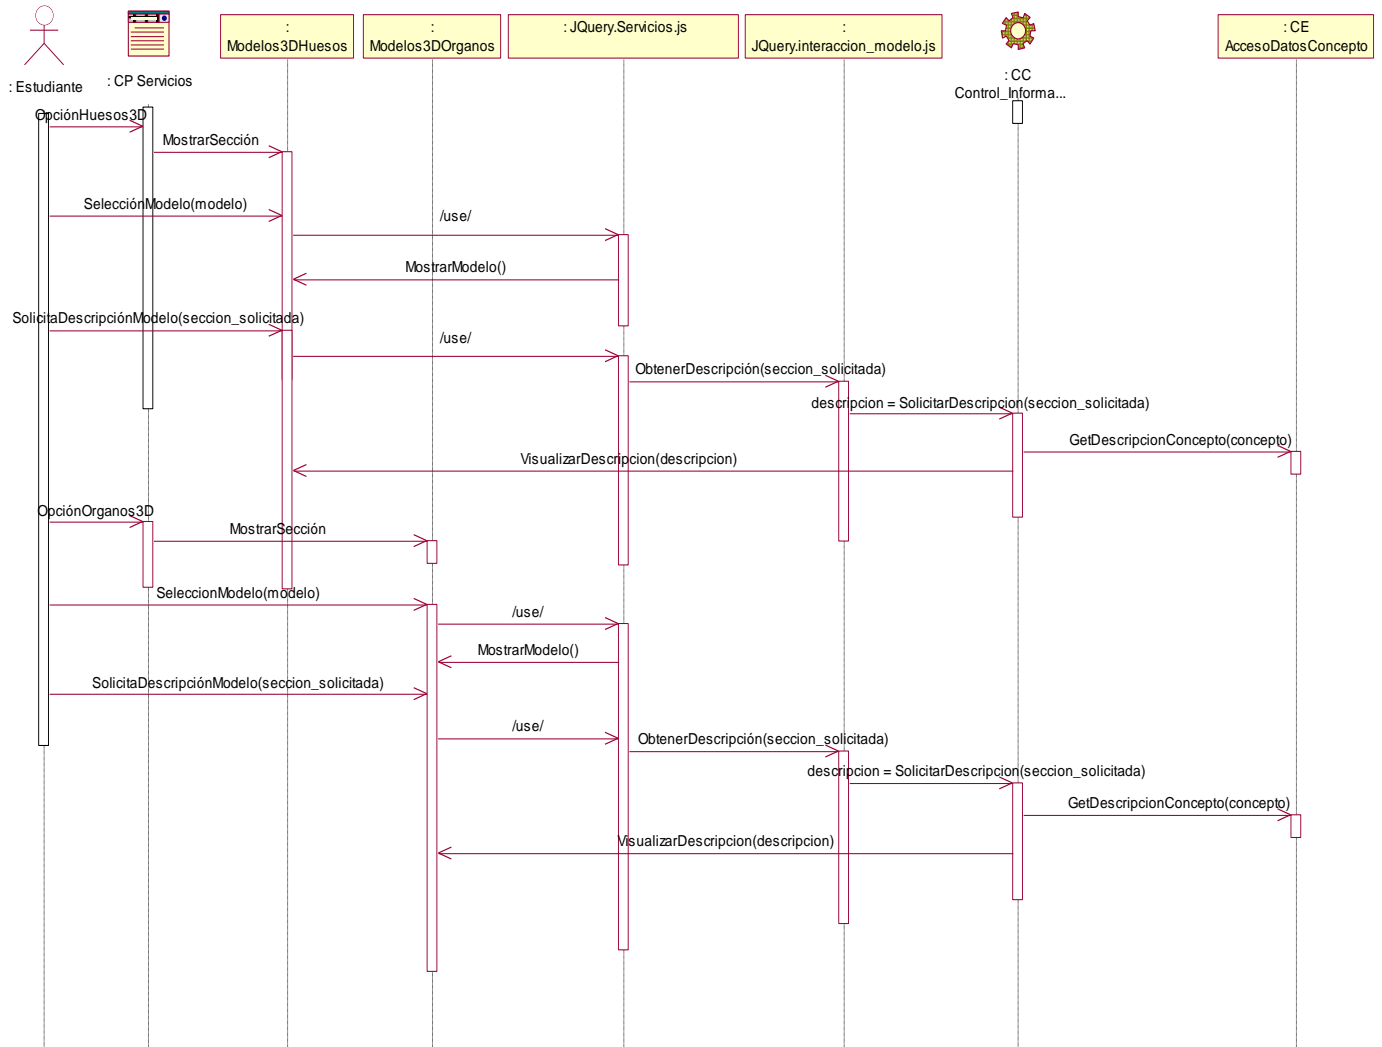 : Estudiante
: CP Servicios
:
Modelos3DHuesos
:
Modelos3DOrganos
: JQuery.Servicios.js
:
JQuery.interaccion_modelo.js
: CC
Control_Informa...
: CE
AccesoDatosConcepto
OpciónHuesos3D
MostrarSección
SelecciónModelo(modelo)
/use/
MostrarModelo()
SolicitaDescripciónModelo(seccion_solicitada)
/use/
ObtenerDescripción(seccion_solicitada)
descripcion = SolicitarDescripcion(seccion_solicitada)
GetDescripcionConcepto(concepto)
VisualizarDescripcion(descripcion)
OpciónOrganos3D
MostrarSección
SeleccionModelo(modelo)
/use/
MostrarModelo()
SolicitaDescripciónModelo(seccion_solicitada)
/use/
ObtenerDescripción(seccion_solicitada)
descripcion = SolicitarDescripcion(seccion_solicitada)
GetDescripcionConcepto(concepto)
VisualizarDescripcion(descripcion)